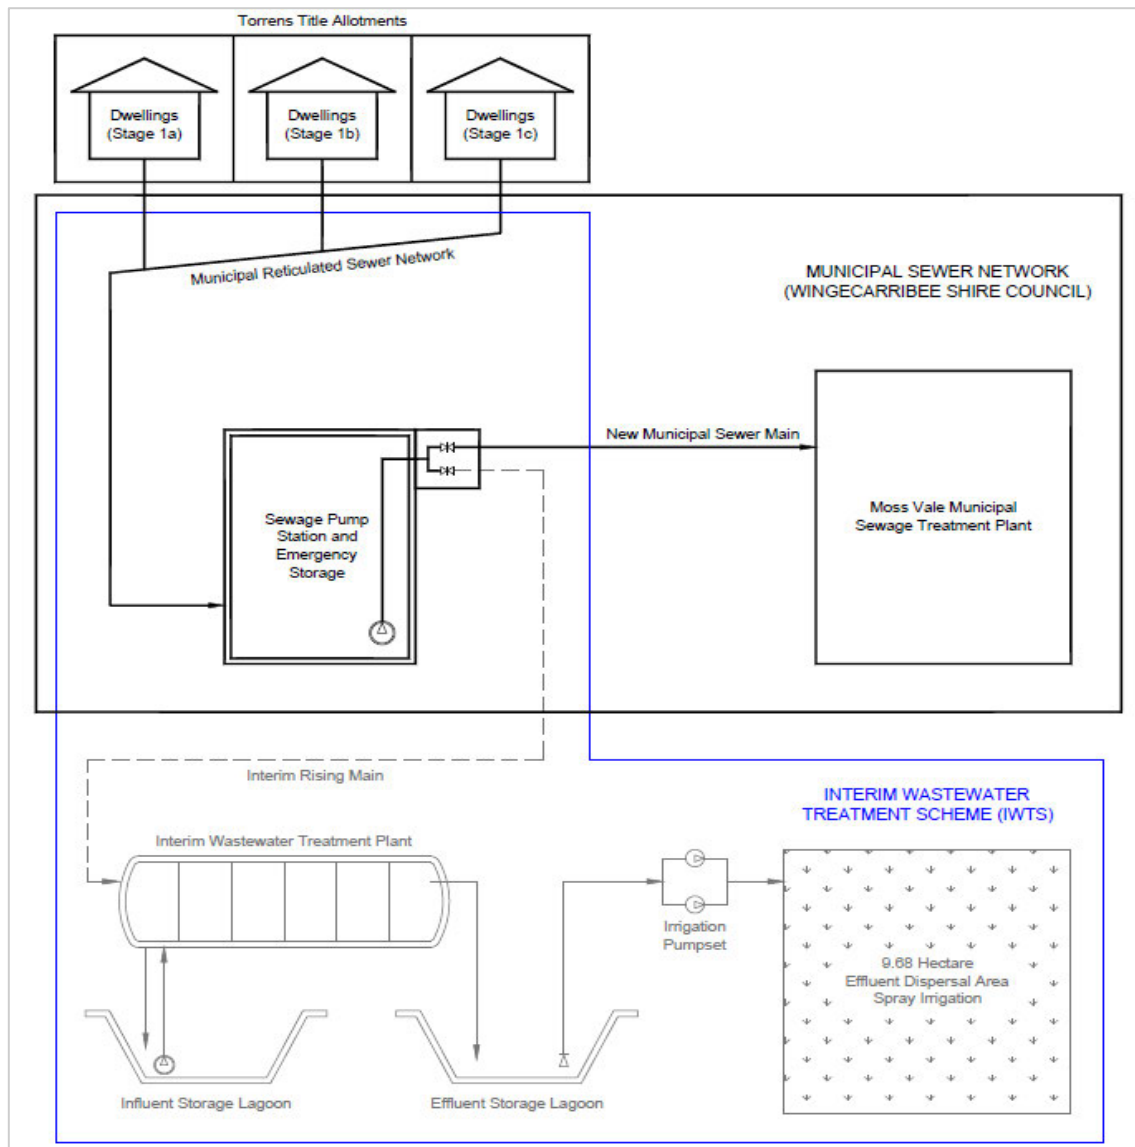 Torrens Title Allotments
Dwellings
(Stage 1a)
Dwellings
(Stage 1b)
Dwellings
(Stage 1c)
Municipal Reticulated Sewer Network
MUNICIPAL SEWER NETWORK
(WINGECARRIBEE SHIRE COUNCIL)
New Municipal Sewer Main
Sewage Pump
Station and
Emergency
Storage
Moss Vale Municipal
Sewage Treatment Plant
Interim Rising Main
INTERIM WASTEWATER
TREATMENT SCHEME (IWTS)
Interim Wastewater Treatment Plant
Irrigation
Pumpset
9.68 Hectare
Effluent Dispersal Area
Spray Irrigation
Influent Storage Lagoon
Effluent Storage Lagoon